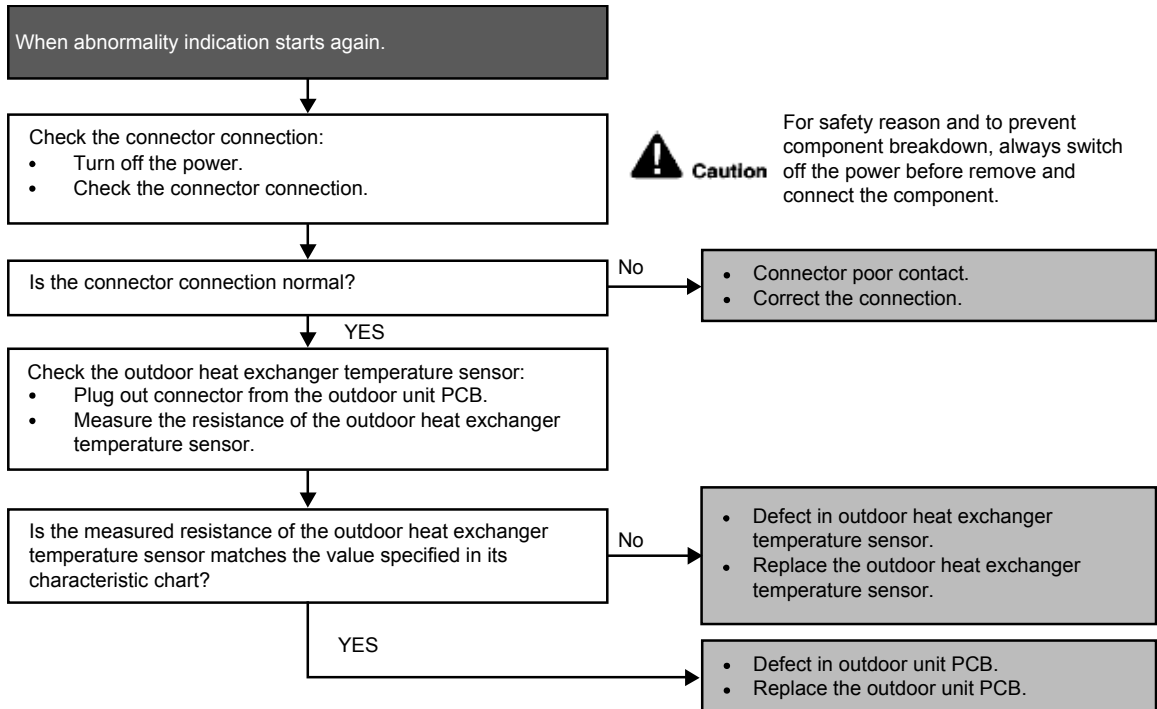 When abnormality indication starts again.
Check the connector connection:
• Turn off the power.
• Check the connector connection.
Caution
For safety reason and to prevent
component breakdown, always switch
off the power before remove and
connect the component.
Is the connector connection normal?
No
• Connector poor contact.
• Correct the connection.
YES
Check the outdoor heat exchanger temperature sensor:
• Plug out connector from the outdoor unit PCB.
• Measure the resistance of the outdoor heat exchanger
temperature sensor.
Is the measured resistance of the outdoor heat exchanger
temperature sensor matches the value specified in its
characteristic chart?
No
• Defect in outdoor heat exchanger
temperature sensor.
• Replace the outdoor heat exchanger
temperature sensor.
YES
• Defect in outdoor unit PCB.
• Replace the outdoor unit PCB.